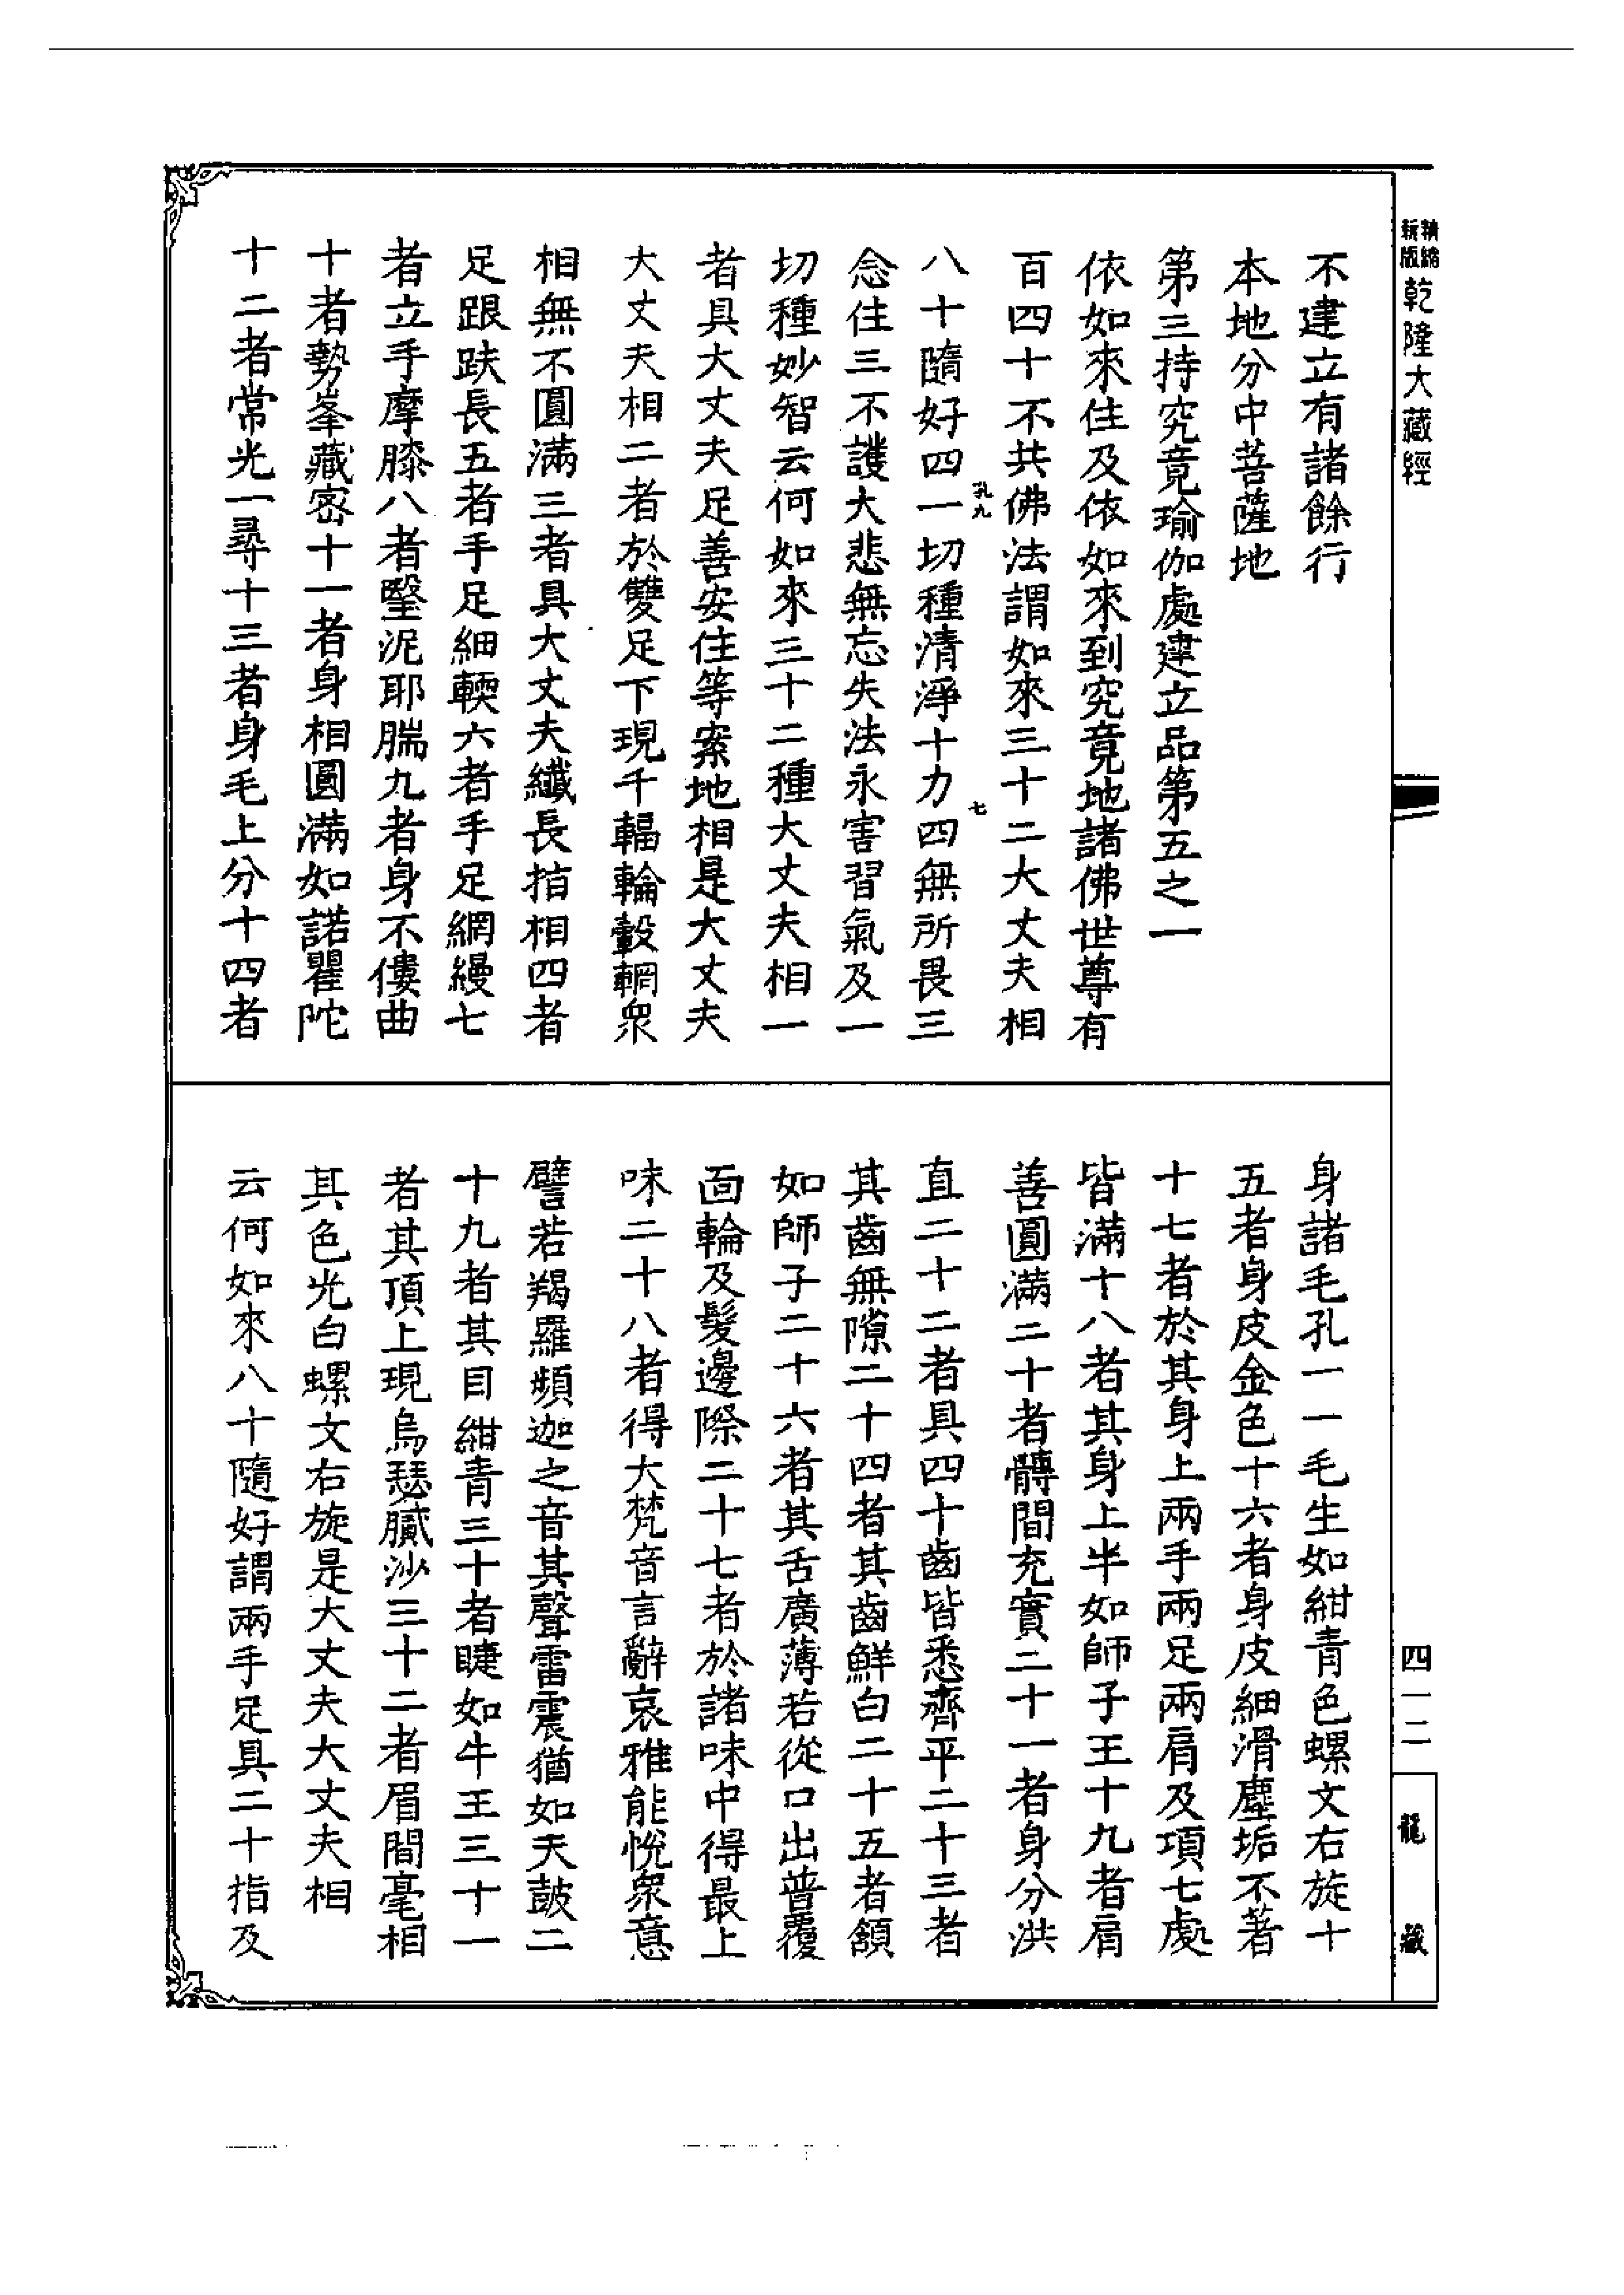 精縮
新版
乾隆大藏經
不建立有諸餘行
本地分中菩薩地
第三持究竟瑜伽處建立品第五之一
依如來住及依如來到究竟地諸佛世尊有
百四十不共佛法謂如來三十二大丈夫相
孔九
七
八十隨好四一切種清淨十力四無所畏三
念住三不護大悲無忘失法永害習氣及一
切種妙智云何如來三十二種大丈夫相一
者具大丈夫足善安住等案地相是大丈夫
大丈夫相二者於雙足下現千輻輪轂輞眾
相無不圓滿三者具大丈夫纖長指相四者
足跟趺長五者手足細輭六者手足網縵七
者立手摩膝八者瑿泥耶腨九者身不僂曲
十者勢峯藏密十一者身相圓滿如諾瞿陀
十二者常光一尋十三者身毛上分十四者
身諸毛孔一一毛生如紺青色螺文右旋十
五者身皮金色十六者身皮細滑塵垢不著
十七者於其身上兩手兩足兩肩及項七處
皆滿十八者其身上半如師子王十九者肩
善圓滿二十者髆間充實二十一者身分洪
直二十二者具四十齒皆悉齊平二十三者
其齒無隙二十四者其齒鮮白二十五者頷
如師子二十六者其舌廣薄若從口出普覆
面輪及髮邊際二十七者於諸味中得最上
味二十八者得大梵音言辭哀雅能悅眾意
譬若羯羅頻迦之音其聲雷震猶如天鼓二
十九者其目紺青三十者睫如牛王三十一
者其頂上現烏瑟膩沙三十二者眉間毫相
其色光白螺文右旋是大丈夫大丈夫相
云何如來八十隨好謂兩手足具二十指及
四一二
龍藏